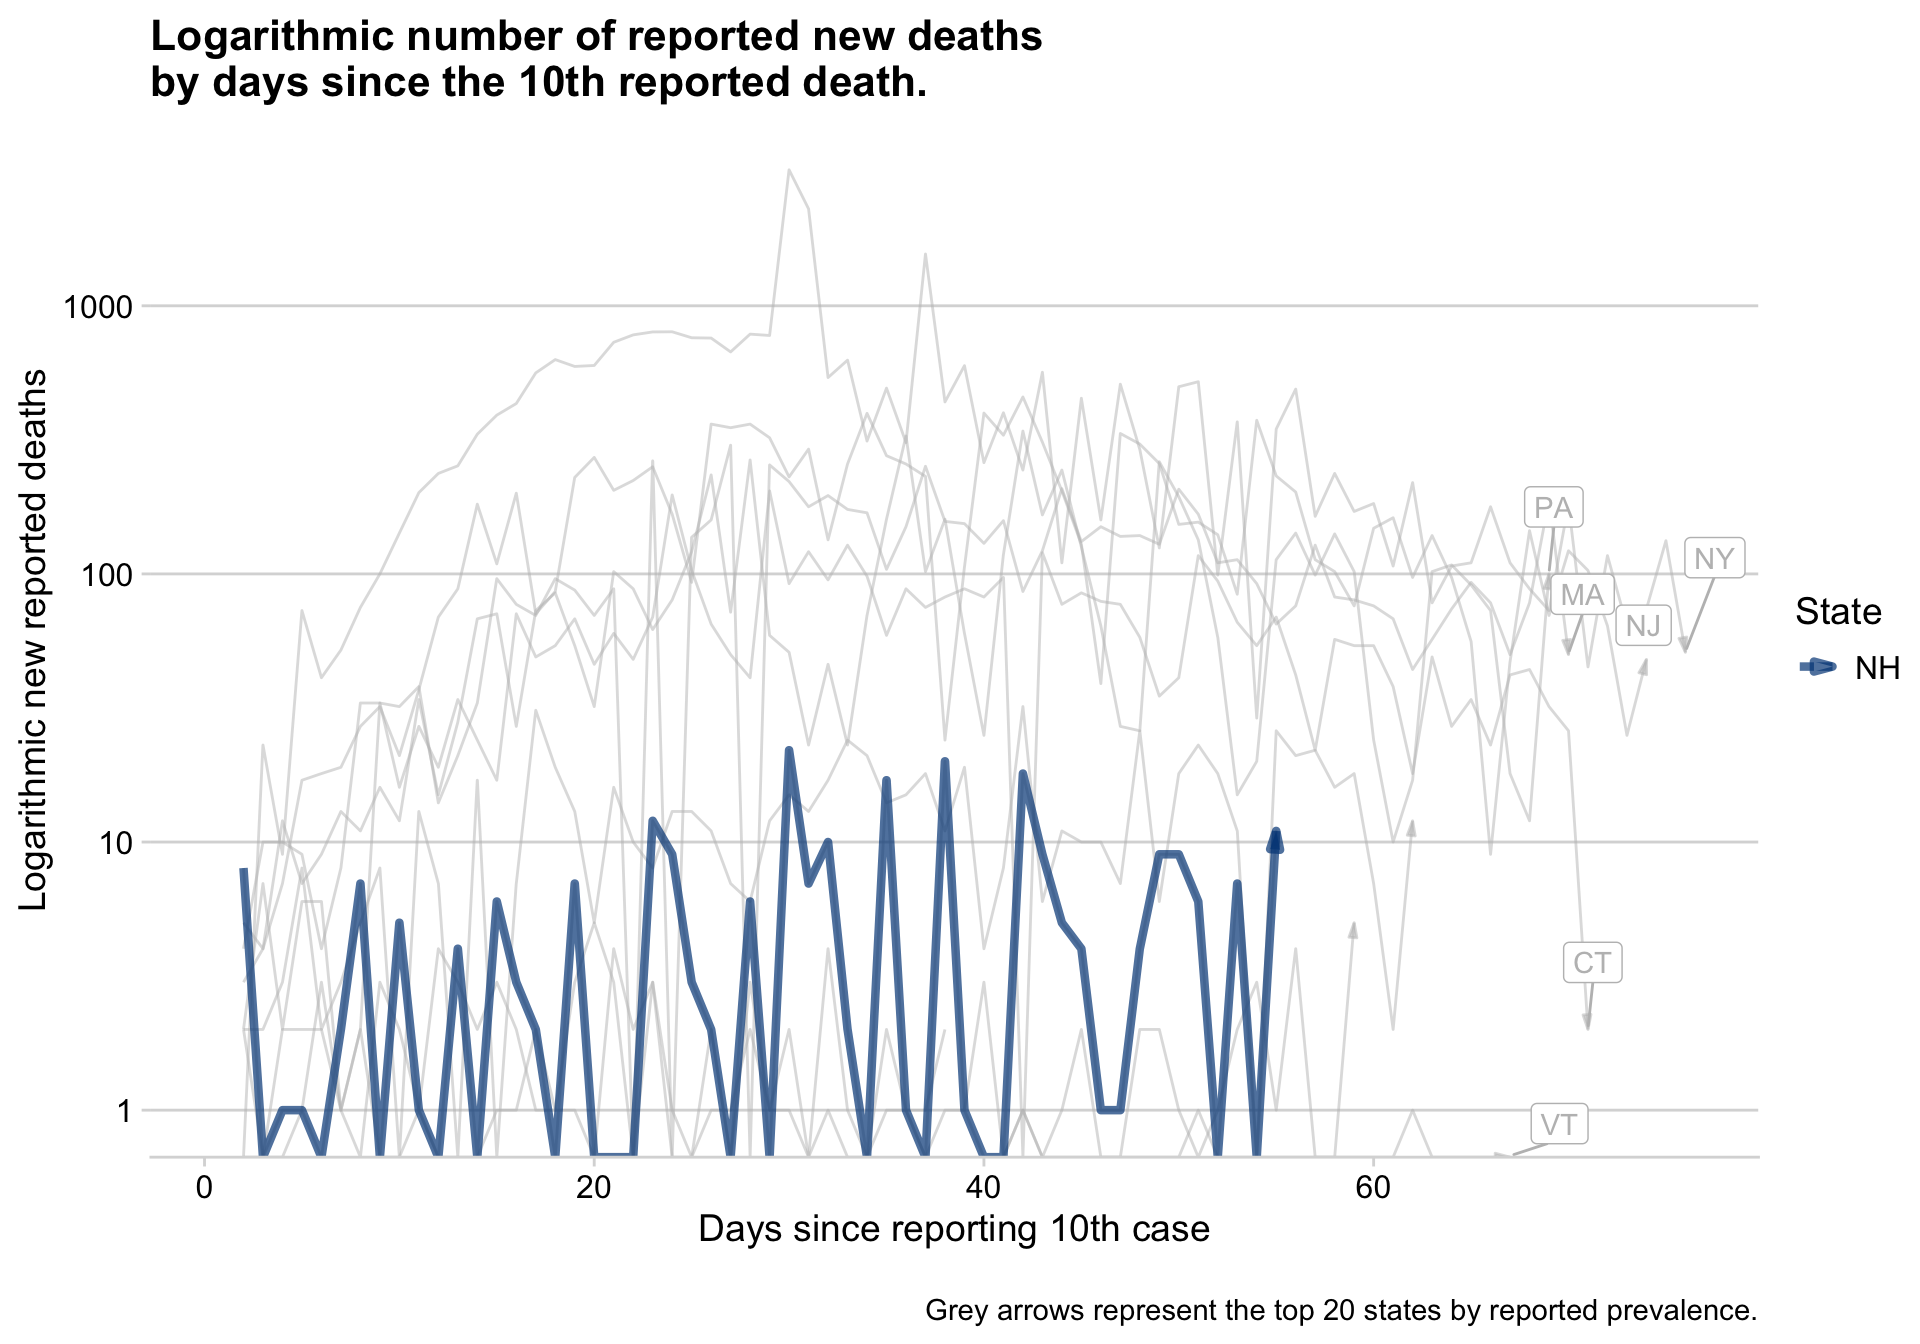 Logarithmic number of reported new deaths
by days since the 10th reported death.
Logarithmic new reported deaths
1000
100
10
1
PA
NY
MA
NJ
CT
VT
State
NH
0 20 40 60
Days since reporting 10th case
Grey arrows represent the top 20 states by reported prevalence.